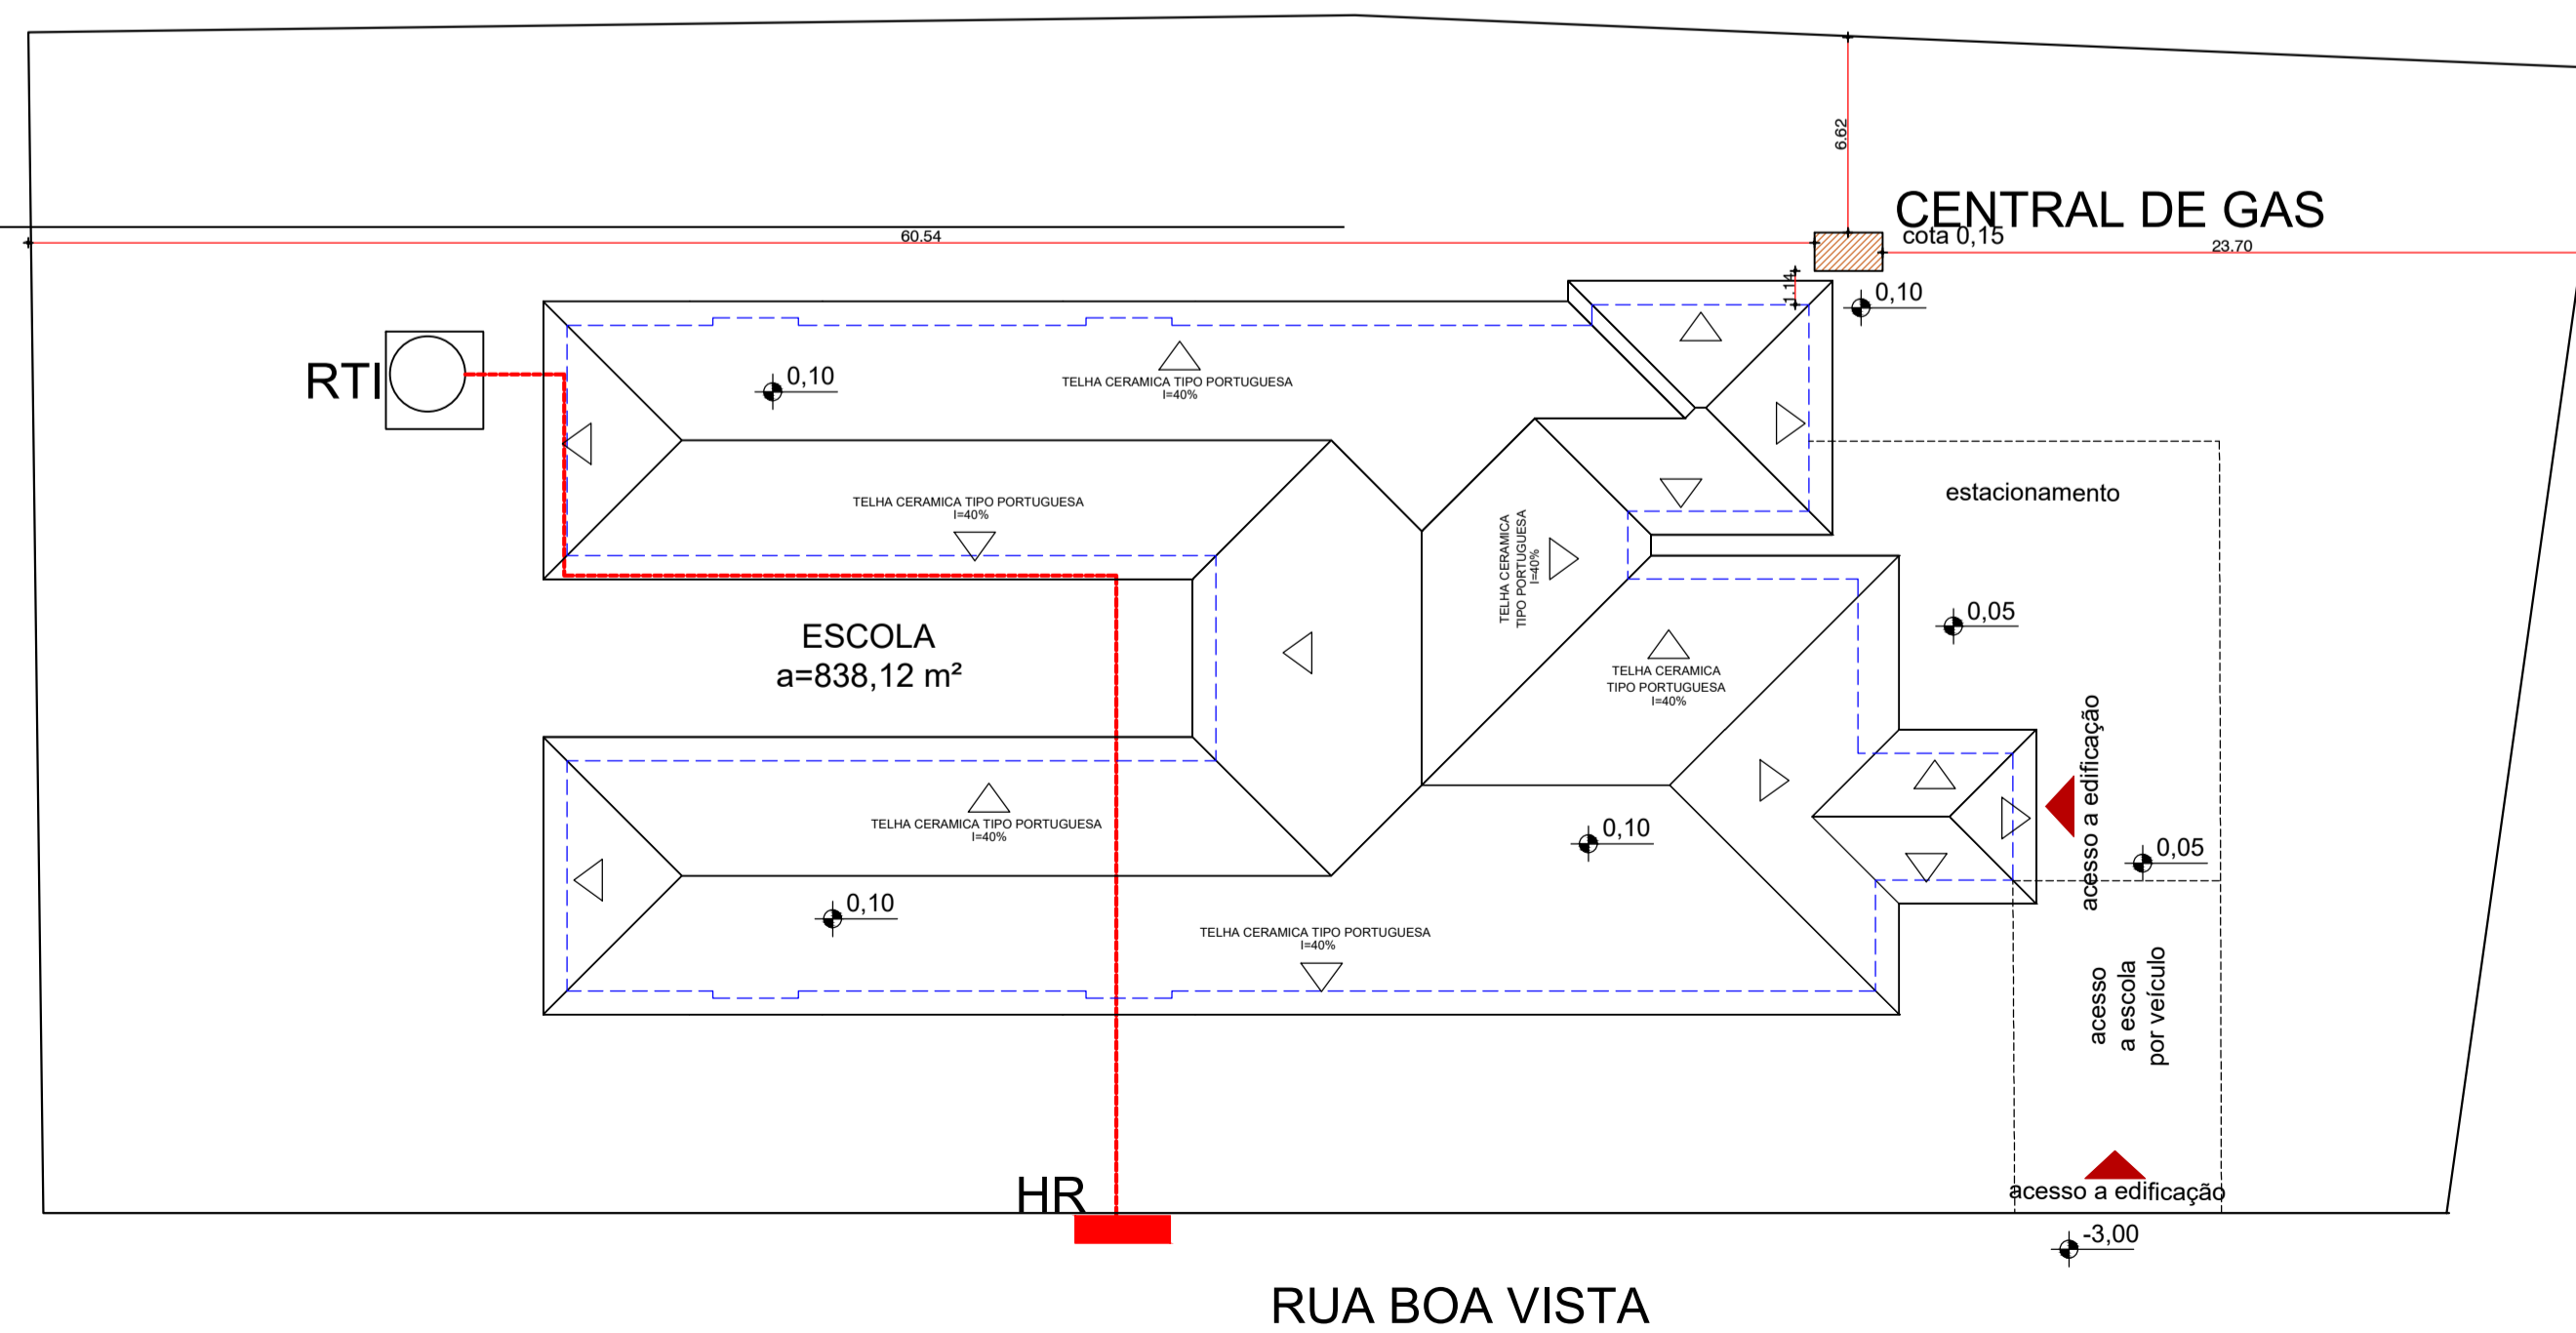 6.62
CENTRAL DE GAS
cota 0,15
60.54
23.70
1.14
0,10
RTI
0,10
TELHA CERAMICA TIPO PORTUGUESA
I=40%
estacionamento
TELHA CERAMICA TIPO PORTUGUESA
I=40%
TELHA CERAMICA
TIPO PORTUGUESA
I=40%
0,05
ESCOLA
a=838,12 m²
TELHA CERAMICA
TIPO PORTUGUESA
I=40%
acesso a edificação
TELHA CERAMICA TIPO PORTUGUESA
I=40%
0,10
0,05
0,10
TELHA CERAMICA TIPO PORTUGUESA
I=40%
acesso
a escola
por veículo
HR
acesso a edificação
-3,00
RUA BOA VISTA